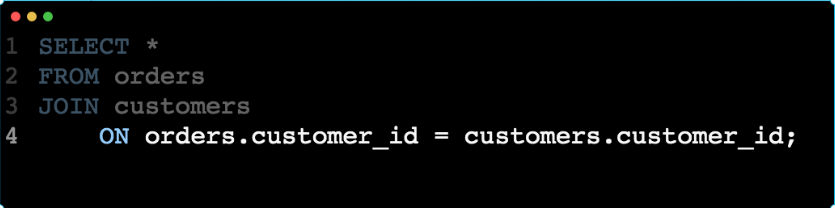 1 SELECT *
2 FROM orders
3 JOIN customers
4     ON orders.customer_id = customers.customer_id;